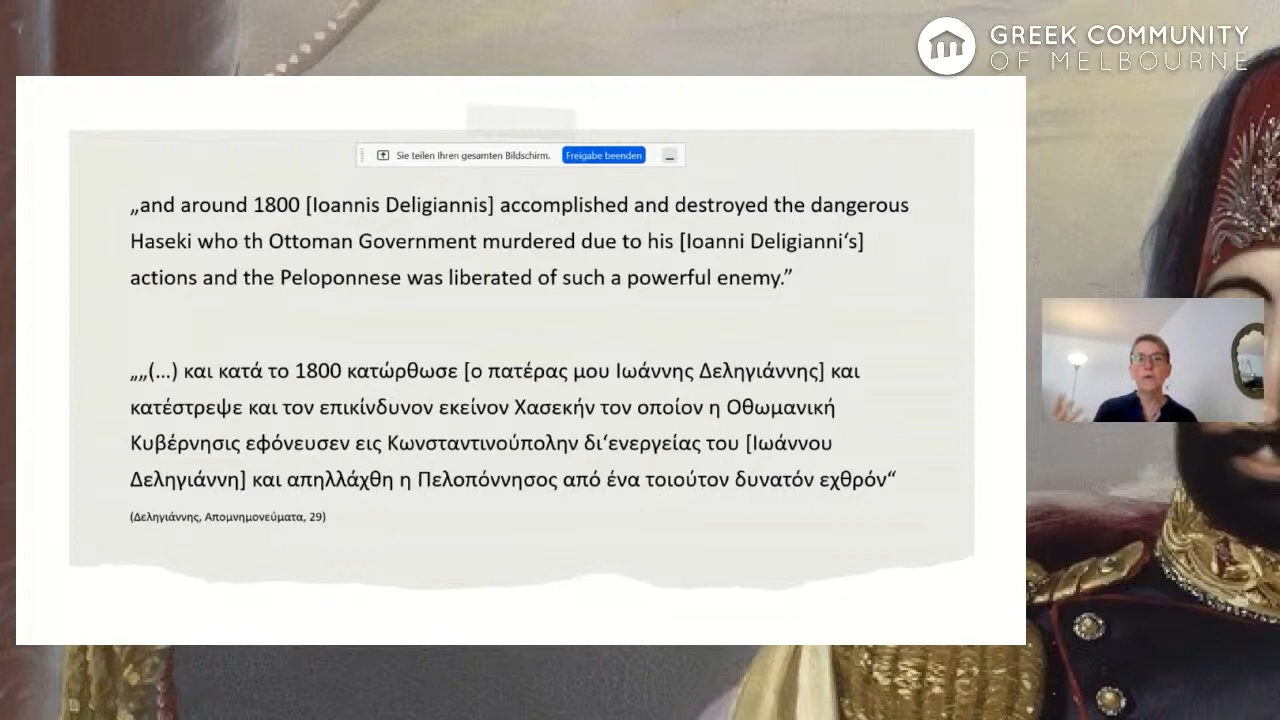 GREEK COMMUNITY
OF MELBOURNE
Sie teilen Ihren gesamten Bildschirm. Freigabe beenden
„and around 1800 [Ioannis Deligiannis] accomplished and destroyed the dangerous
Haseki who th Ottoman Government murdered due to his [Ioanni Deligianni‘s]
actions and the Peloponnese was liberated of such a powerful enemy.”
„„(…) και κατά το 1800 κατώρθωσε [ο πατέρας μου Ιωάννης Δεληγιάννης] και
κατέστρεψε και τον επικίνδυνον εκείνον Χασεκήν τον οποίον η Οθωμανική
Κυβέρνησις εφόνευσεν εις Κωνσταντινούπολην δι‘ενεργείας του [Ιωάννου
Δεληγιάννη] και απηλλάχθη η Πελοπόννησος από ένα τοιούτον δυνατόν εχθρόν“
(Δεληγιάννης, Απομνημονεύματα, 29)